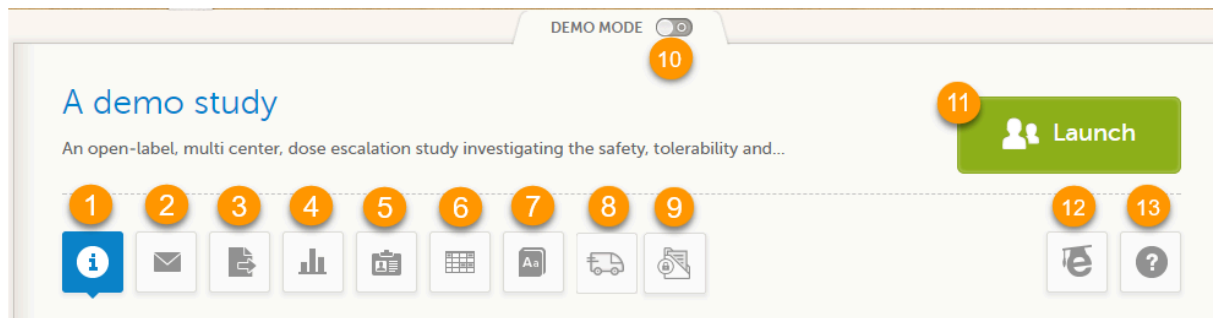 DEMO MODE
10
A demo study
11
Launch
An open-label, multi center, dose escalation study investigating the safety, tolerability and...
1 2 3 4 5 6 7 8 9 12 13
i Aa e ?